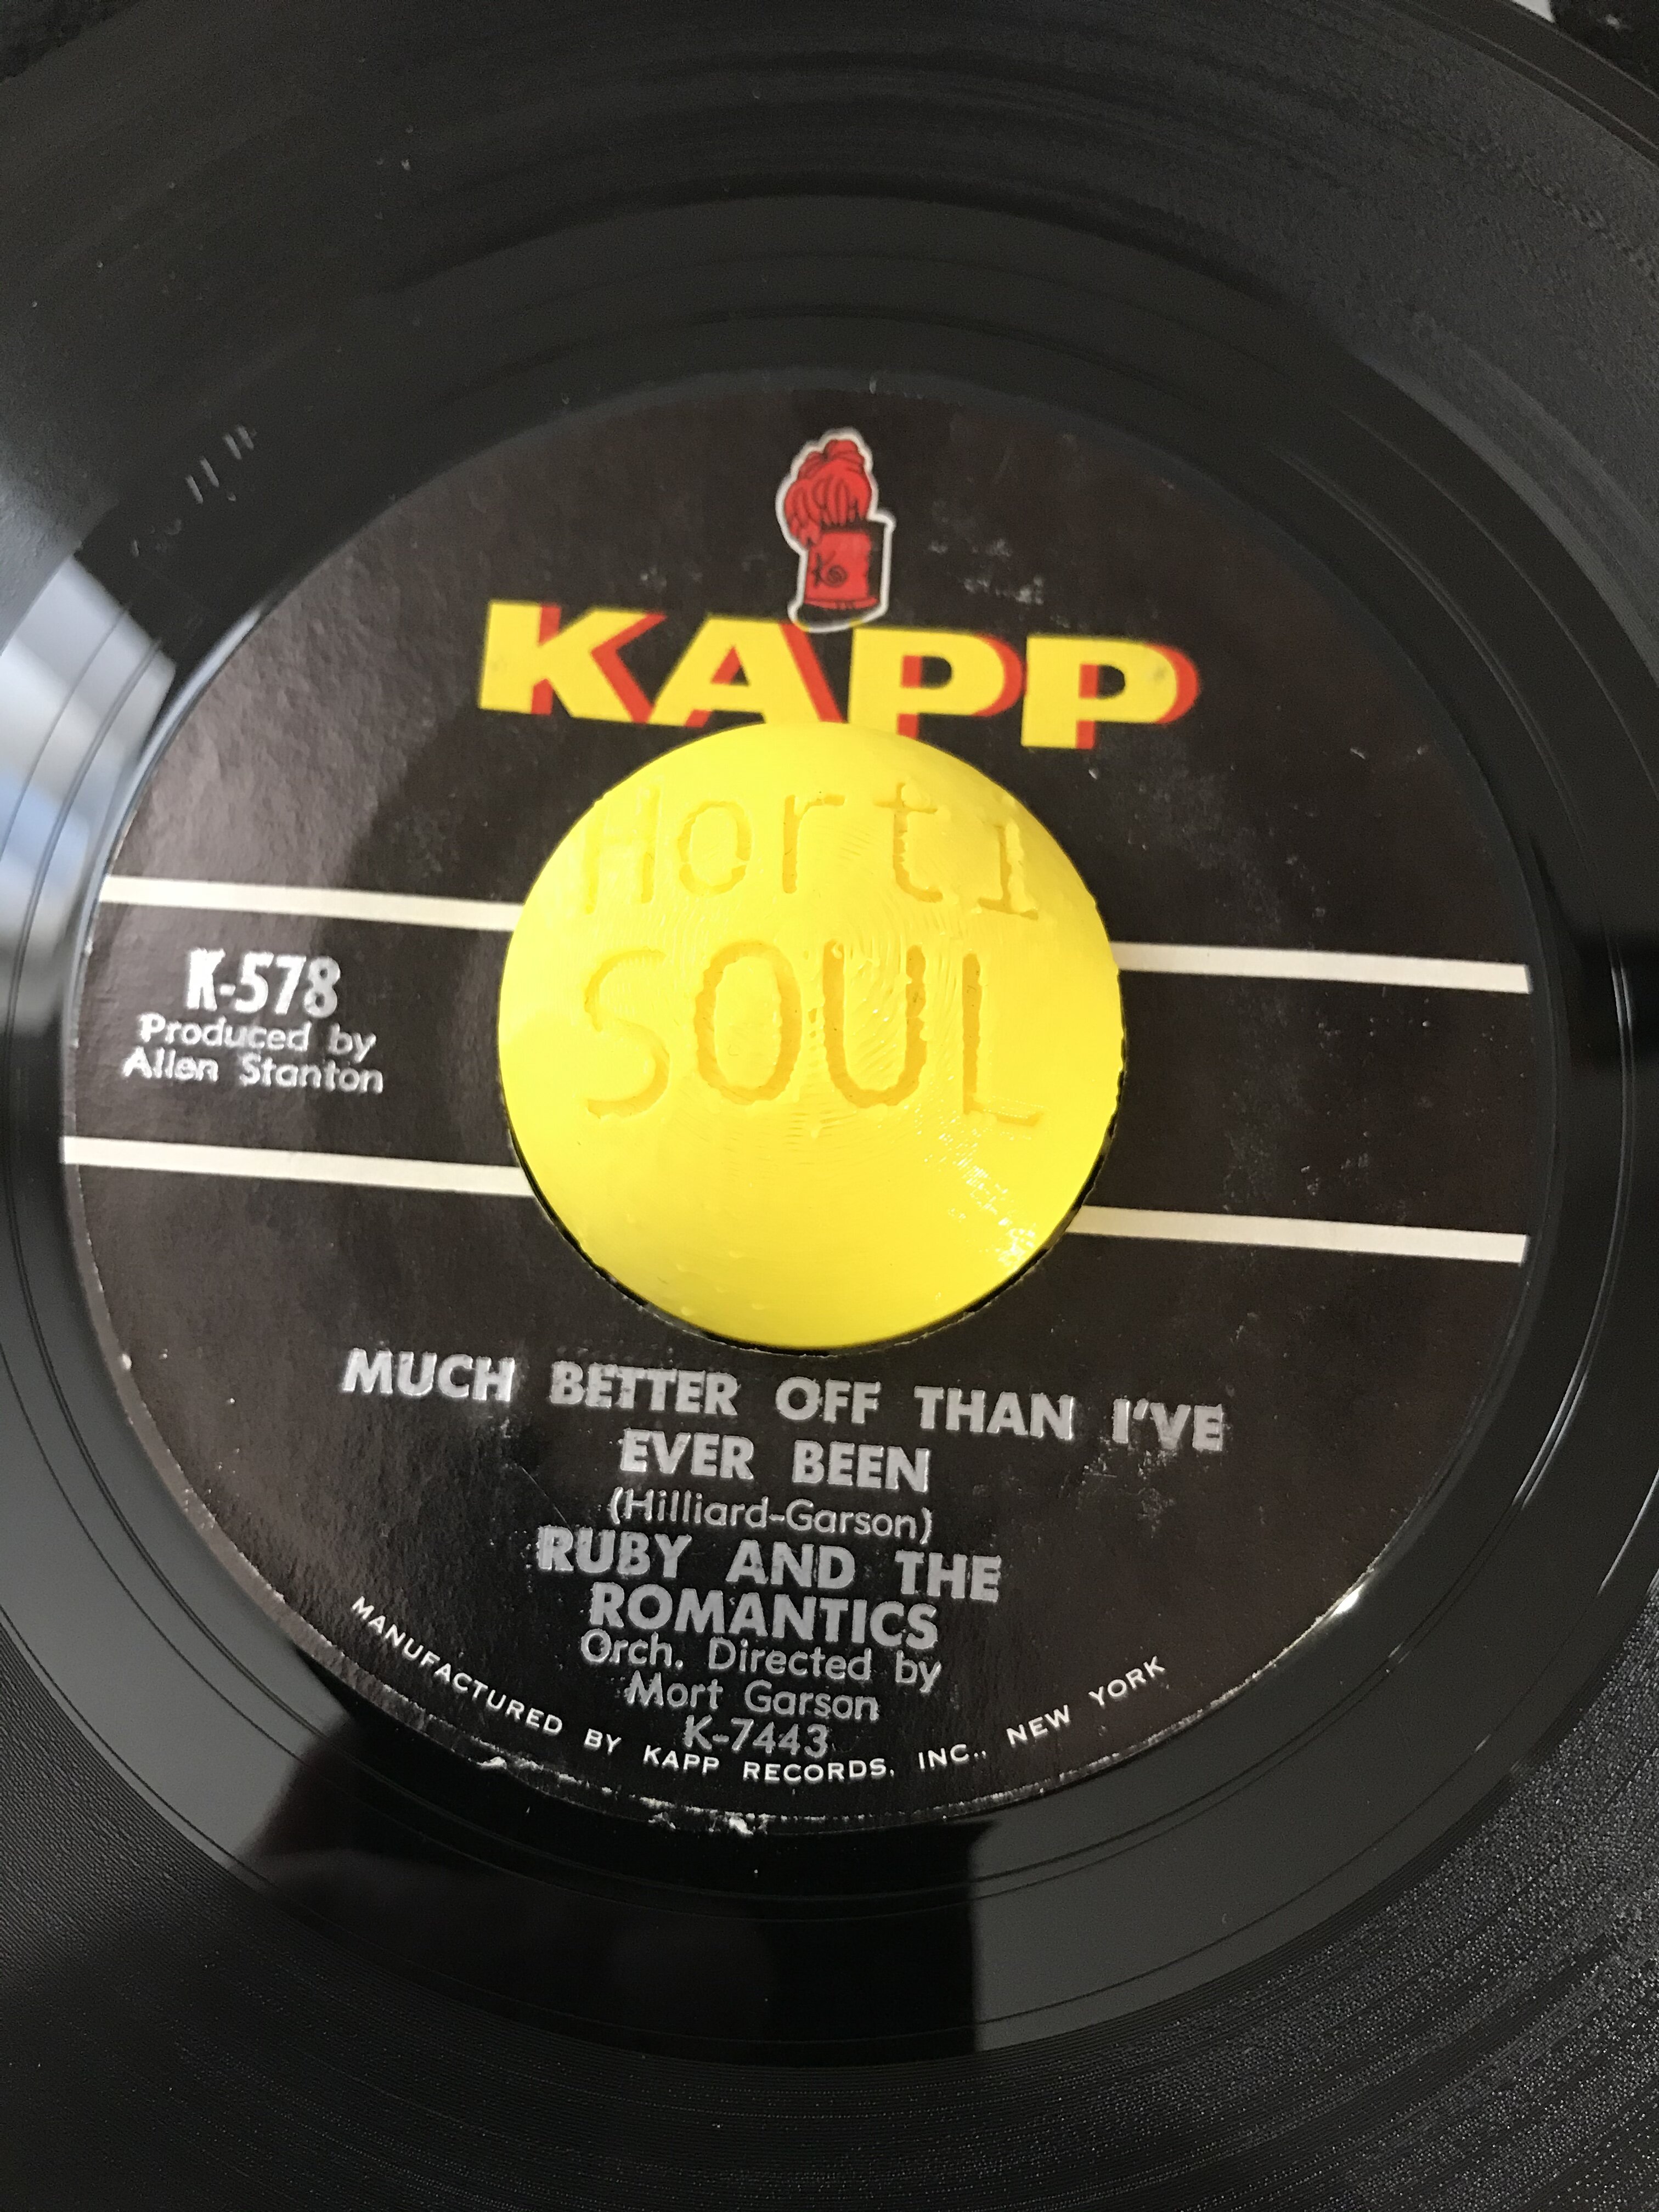 KAPP
Horti
SOUL
K-578
Produced by
Allen Stanton
MUCH BETTER OFF THAN I'VE
EVER BEEN
(Hilliard-Garson)
RUBY AND THE
ROMANTICS
Orch. Directed by
Mort Garson
K-7443
MANUFACTURED BY KAPP RECORDS, INC., NEW YORK